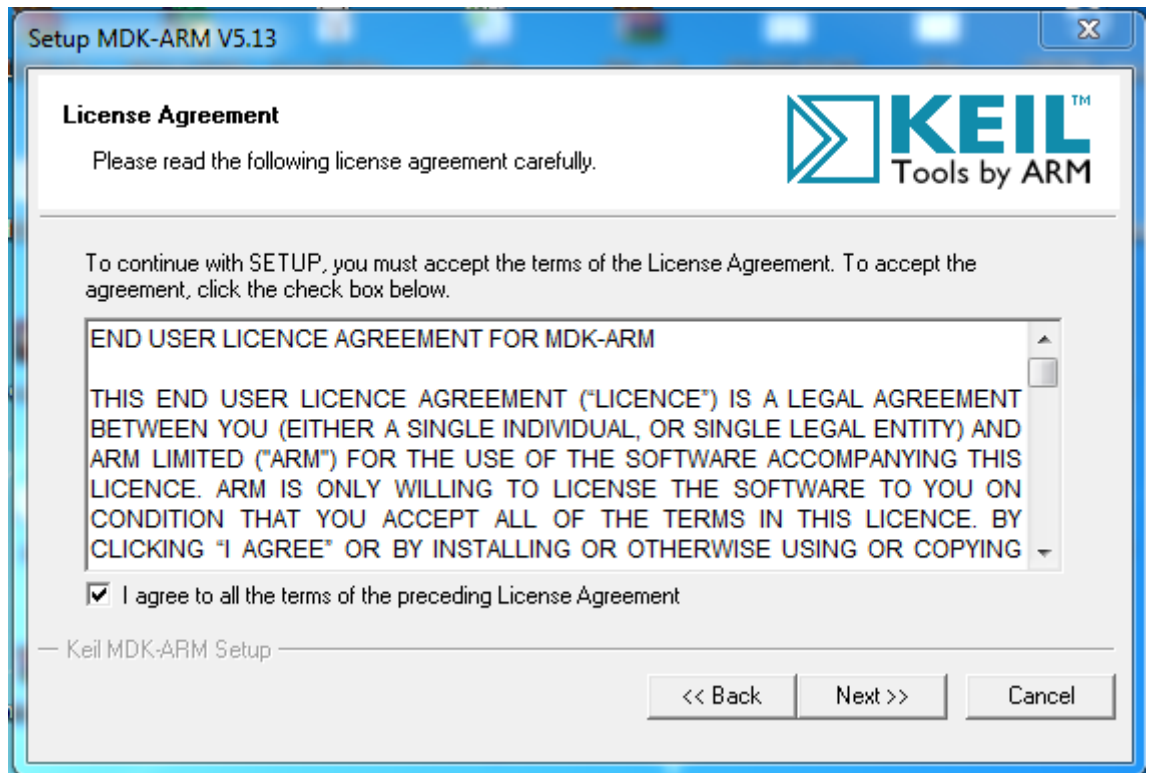 Setup MDK-ARM V5.13
License Agreement
Please read the following license agreement carefully.
KEIL™
Tools by ARM
To continue with SETUP, you must accept the terms of the License Agreement. To accept the
agreement, click the check box below.
END USER LICENCE AGREEMENT FOR MDK-ARM
THIS END USER LICENCE AGREEMENT (“LICENCE”) IS A LEGAL AGREEMENT
BETWEEN YOU (EITHER A SINGLE INDIVIDUAL, OR SINGLE LEGAL ENTITY) AND
ARM LIMITED ("ARM") FOR THE USE OF THE SOFTWARE ACCOMPANYING THIS
LICENCE. ARM IS ONLY WILLING TO LICENSE THE SOFTWARE TO YOU ON
CONDITION THAT YOU ACCEPT ALL OF THE TERMS IN THIS LICENCE. BY
CLICKING “I AGREE” OR BY INSTALLING OR OTHERWISE USING OR COPYING
I agree to all the terms of the preceding License Agreement
Keil MDK-ARM Setup
<< Back Next >> Cancel